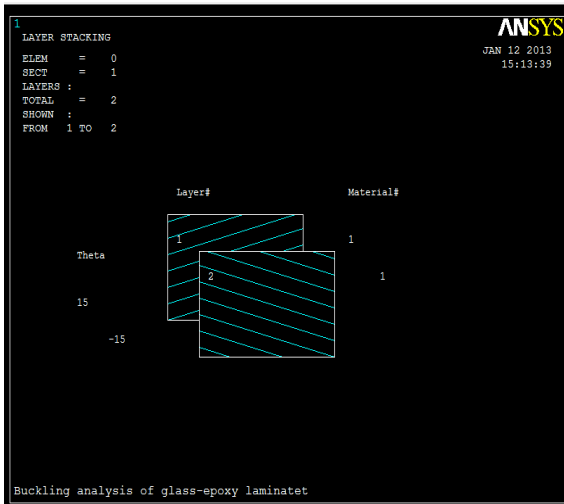 1
ANSYS
LAYER STACKING
JAN 12 2013
15:13:39
ELEM = 0
SECT = 1
LAYERS :
TOTAL = 2
SHOWN :
FROM 1 TO 2
Layer# Material#
1 1
Theta
2 1
15
-15
Buckling analysis of glass-epoxy laminatet